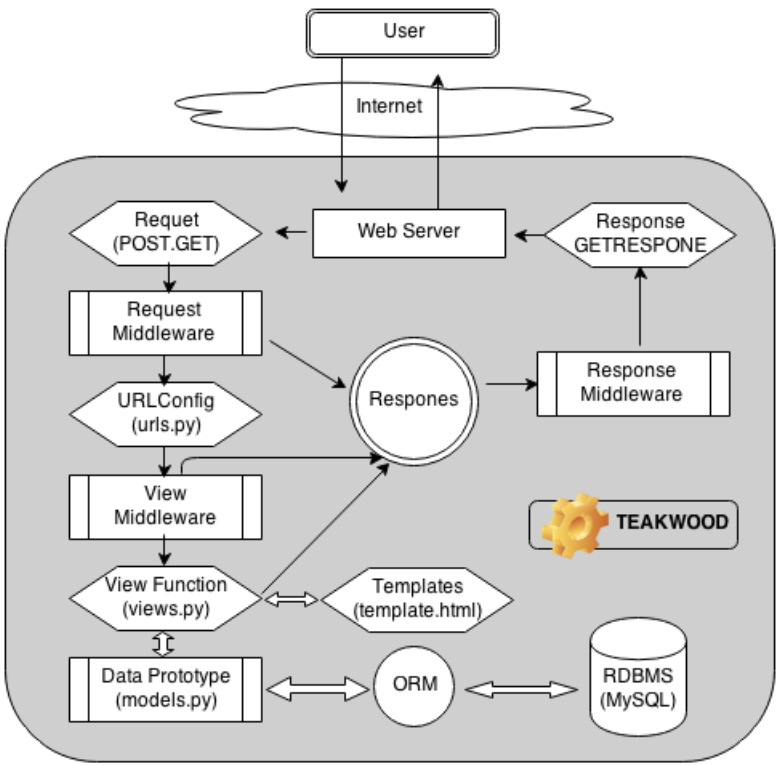 User
Internet
Web Server
Requet
(POST.GET)
Response
GETRESPONE
Request
Middleware
Respones
Response
Middleware
URLConfig
(urls.py)
View
Middleware
TEAKWOOD
View Function
(views.py)
Templates
(template.html)
Data Prototype
(models.py)
ORM
RDBMS
(MySQL)